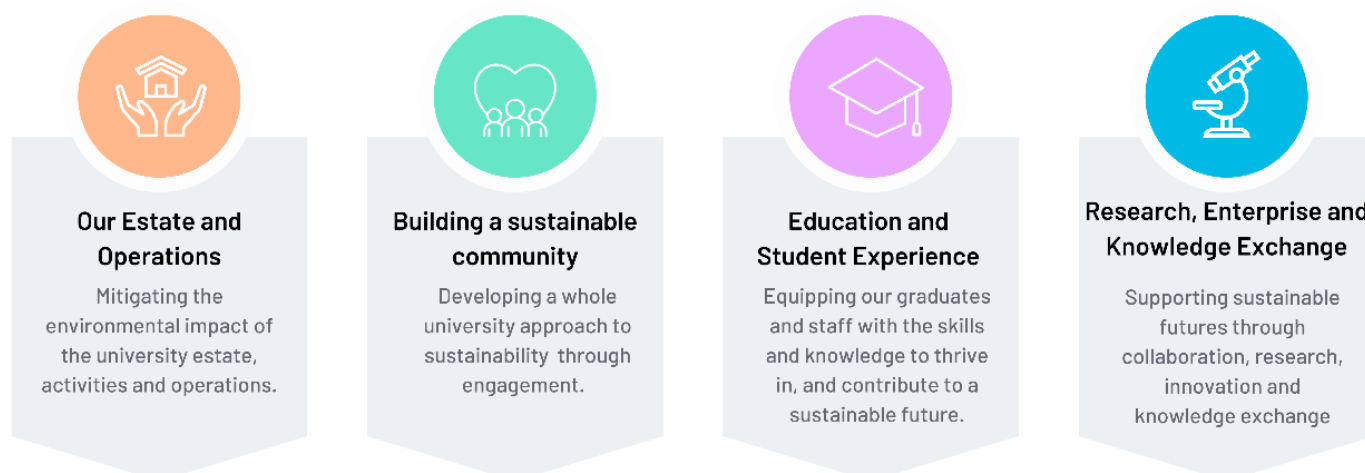 Our Estate and
Operations
Mitigating the
environmental impact of
the university estate,
activities and operations.
Building a sustainable
community
Developing a whole
university approach to
sustainability through
engagement.
Education and
Student Experience
Equipping our graduates
and staff with the skills
and knowledge to thrive
in, and contribute to a
sustainable future.
Research, Enterprise and
Knowledge Exchange
Supporting sustainable
futures through
collaboration, research,
innovation and
knowledge exchange